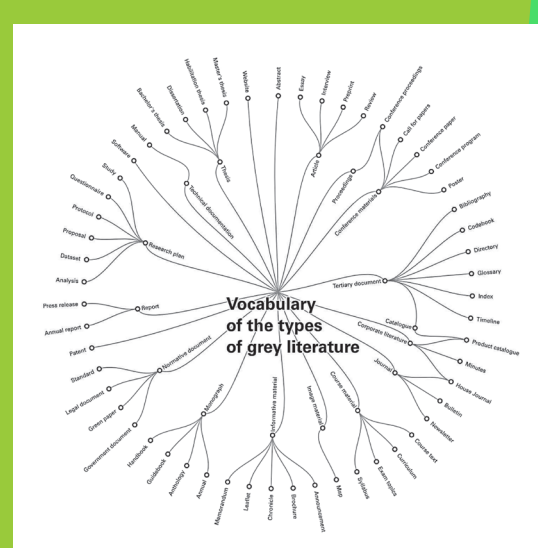 Abstract
Essay
Interview
Preprint
Review
Article
Conference proceedings
Proceedings
Call for papers
Conference paper
Conference program
Poster
Conference materials
Bibliography
Codebook
Directory
Glossary
Index
Timeline
Tertiary document
Catalogue
Product catalogue
Corporate literature
Minutes
House Journal
Journal
Bulletin
Newsletter
Course material
Course text
Curriculum
Exam topics
Syllabus
Image material
Map
Informative material
Announcement
Brochure
Chronicle
Leaflet
Memorandum
Monograph
Annual
Anthology
Guidebook
Handbook
Normative document
Government document
Green paper
Legal document
Standard
Patent
Report
Annual report
Press release
Research plan
Analysis
Dataset
Proposal
Protocol
Questionnaire
Study
Software
Technical documentation
Manual
Thesis
Bachelor's thesis
Dissertation
Habilitation thesis
Master's thesis
Website
Vocabulary
of the types
of grey literature